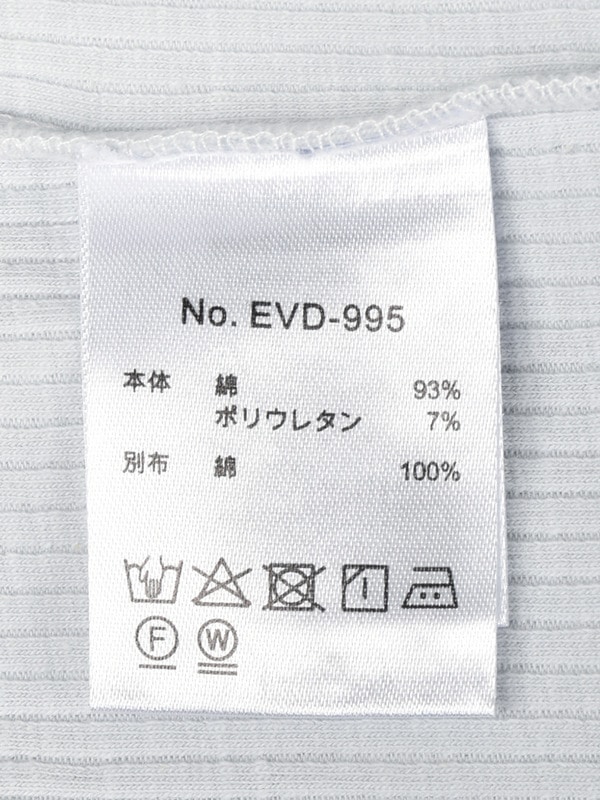 No. EVD-995
本体 綿 93%
ポリウレタン 7%
別布 綿 100%
F W